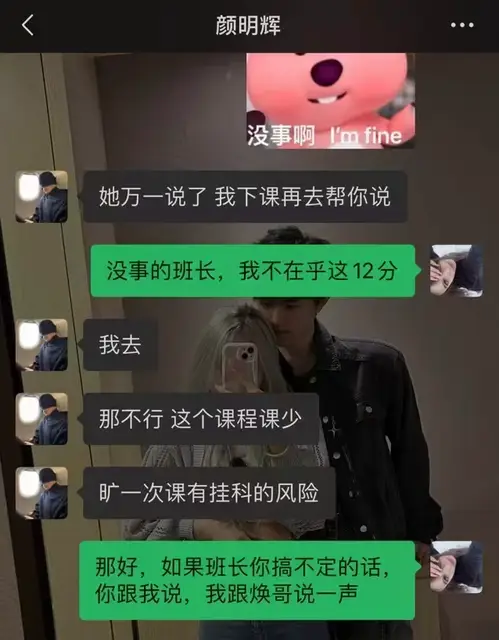 颜明辉
没事啊 I'm fine
她万一说了 我下课再去帮你说
没事的班长，我不在乎这12分
我去
那不行 这个课程课少
旷一次课有挂科的风险
那好，如果班长你搞不定的话，
你跟我说，我跟焕哥说一声